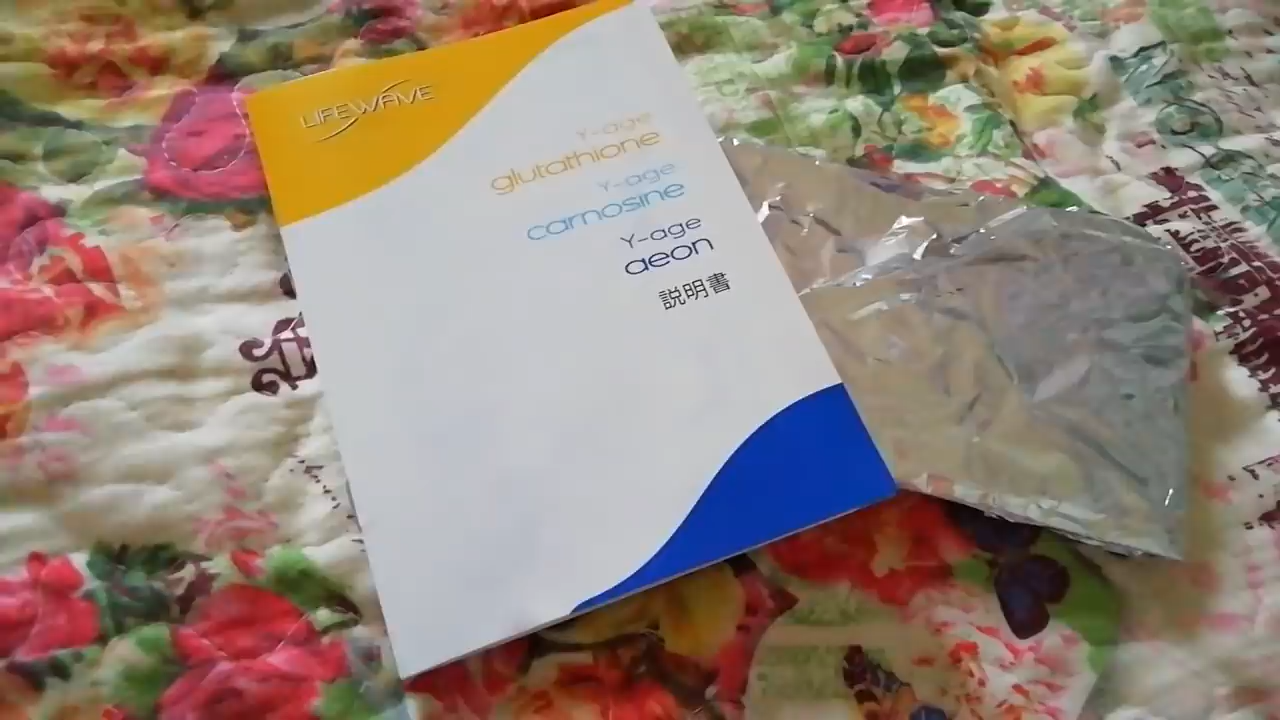 LIFEWAVE
Y-age
glutathione
Y-age
carnosine
Y-age
aeon
説明書